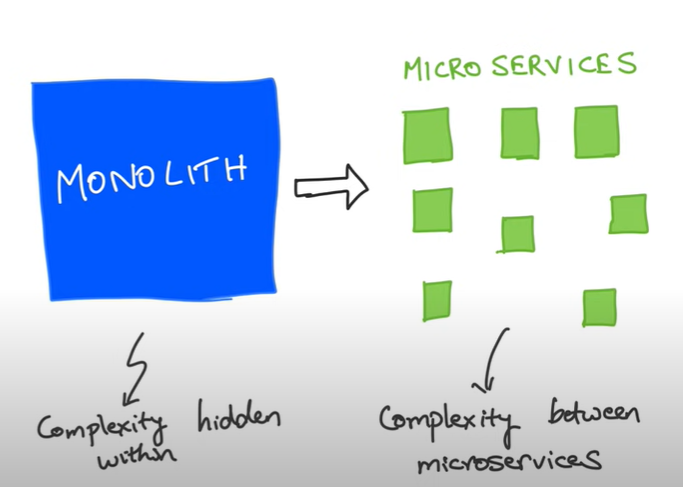 MICRO SERVICES
MONOLITH
Complexity hidden
within
Complexity between
microservices